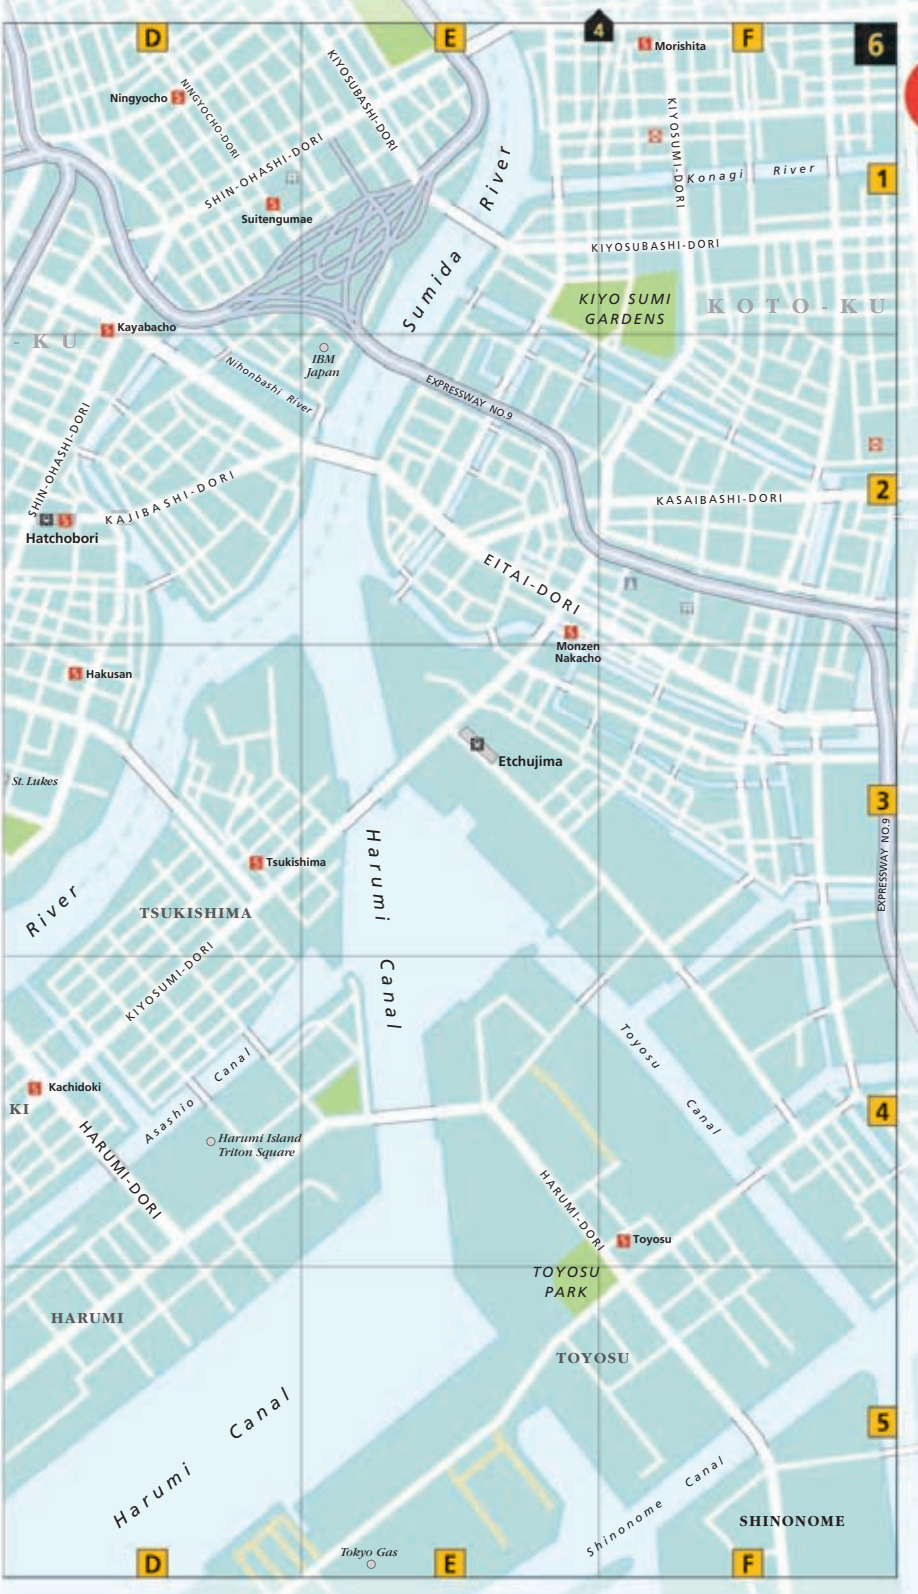 D
E
4
F
6
Morishita
Ningyocho
NINGYOCHO-DORI
KIYOSUBASHI-DORI
KIYOSUMI-DORI
SHIN-OHASHI-DORI
Konagi River
1
Suitengumae
Sumida River
KIYOSUBASHI-DORI
KIYO SUMI
GARDENS
KOTO-KU
Kayabacho
-KU
IBM
Japan
Nihonbashi River
EXPRESSWAY NO.9
SHIN-OHASHI-DORI
KAJIBASHI-DORI
KASAIBASHI-DORI
2
Hatchobori
EITAI-DORI
Monzen
Nakacho
Hakusan
Etchujima
St. Lukes
3
EXPRESSWAY NO.9
Harumi Canal
Tsukishima
River
TSUKISHIMA
KIYOSUMI-DORI
Toyosu Canal
Asashio Canal
Kachidoki
KI
4
HARUMI-DORI
Harumi Island
Triton Square
HARUMI-DORI
Toyosu
TOYOSU
PARK
HARUMI
TOYOSU
Harumi Canal
5
Shinonome Canal
SHINONOME
Tokyo Gas
D
E
F